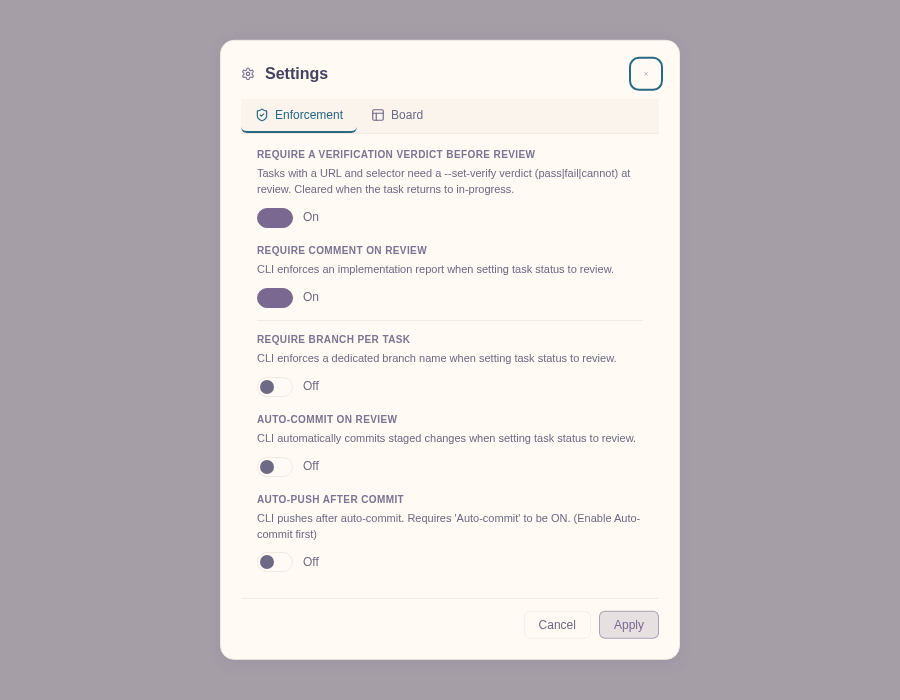 Settings
×
Enforcement
Board
REQUIRE A VERIFICATION VERDICT BEFORE REVIEW
Tasks with a URL and selector need a --set-verify verdict (pass|fail|cannot) at
review. Cleared when the task returns to in-progress.
On
REQUIRE COMMENT ON REVIEW
CLI enforces an implementation report when setting task status to review.
On
REQUIRE BRANCH PER TASK
CLI enforces a dedicated branch name when setting task status to review.
Off
AUTO-COMMIT ON REVIEW
CLI automatically commits staged changes when setting task status to review.
Off
AUTO-PUSH AFTER COMMIT
CLI pushes after auto-commit. Requires 'Auto-commit' to be ON. (Enable Auto-
commit first)
Off
Cancel
Apply